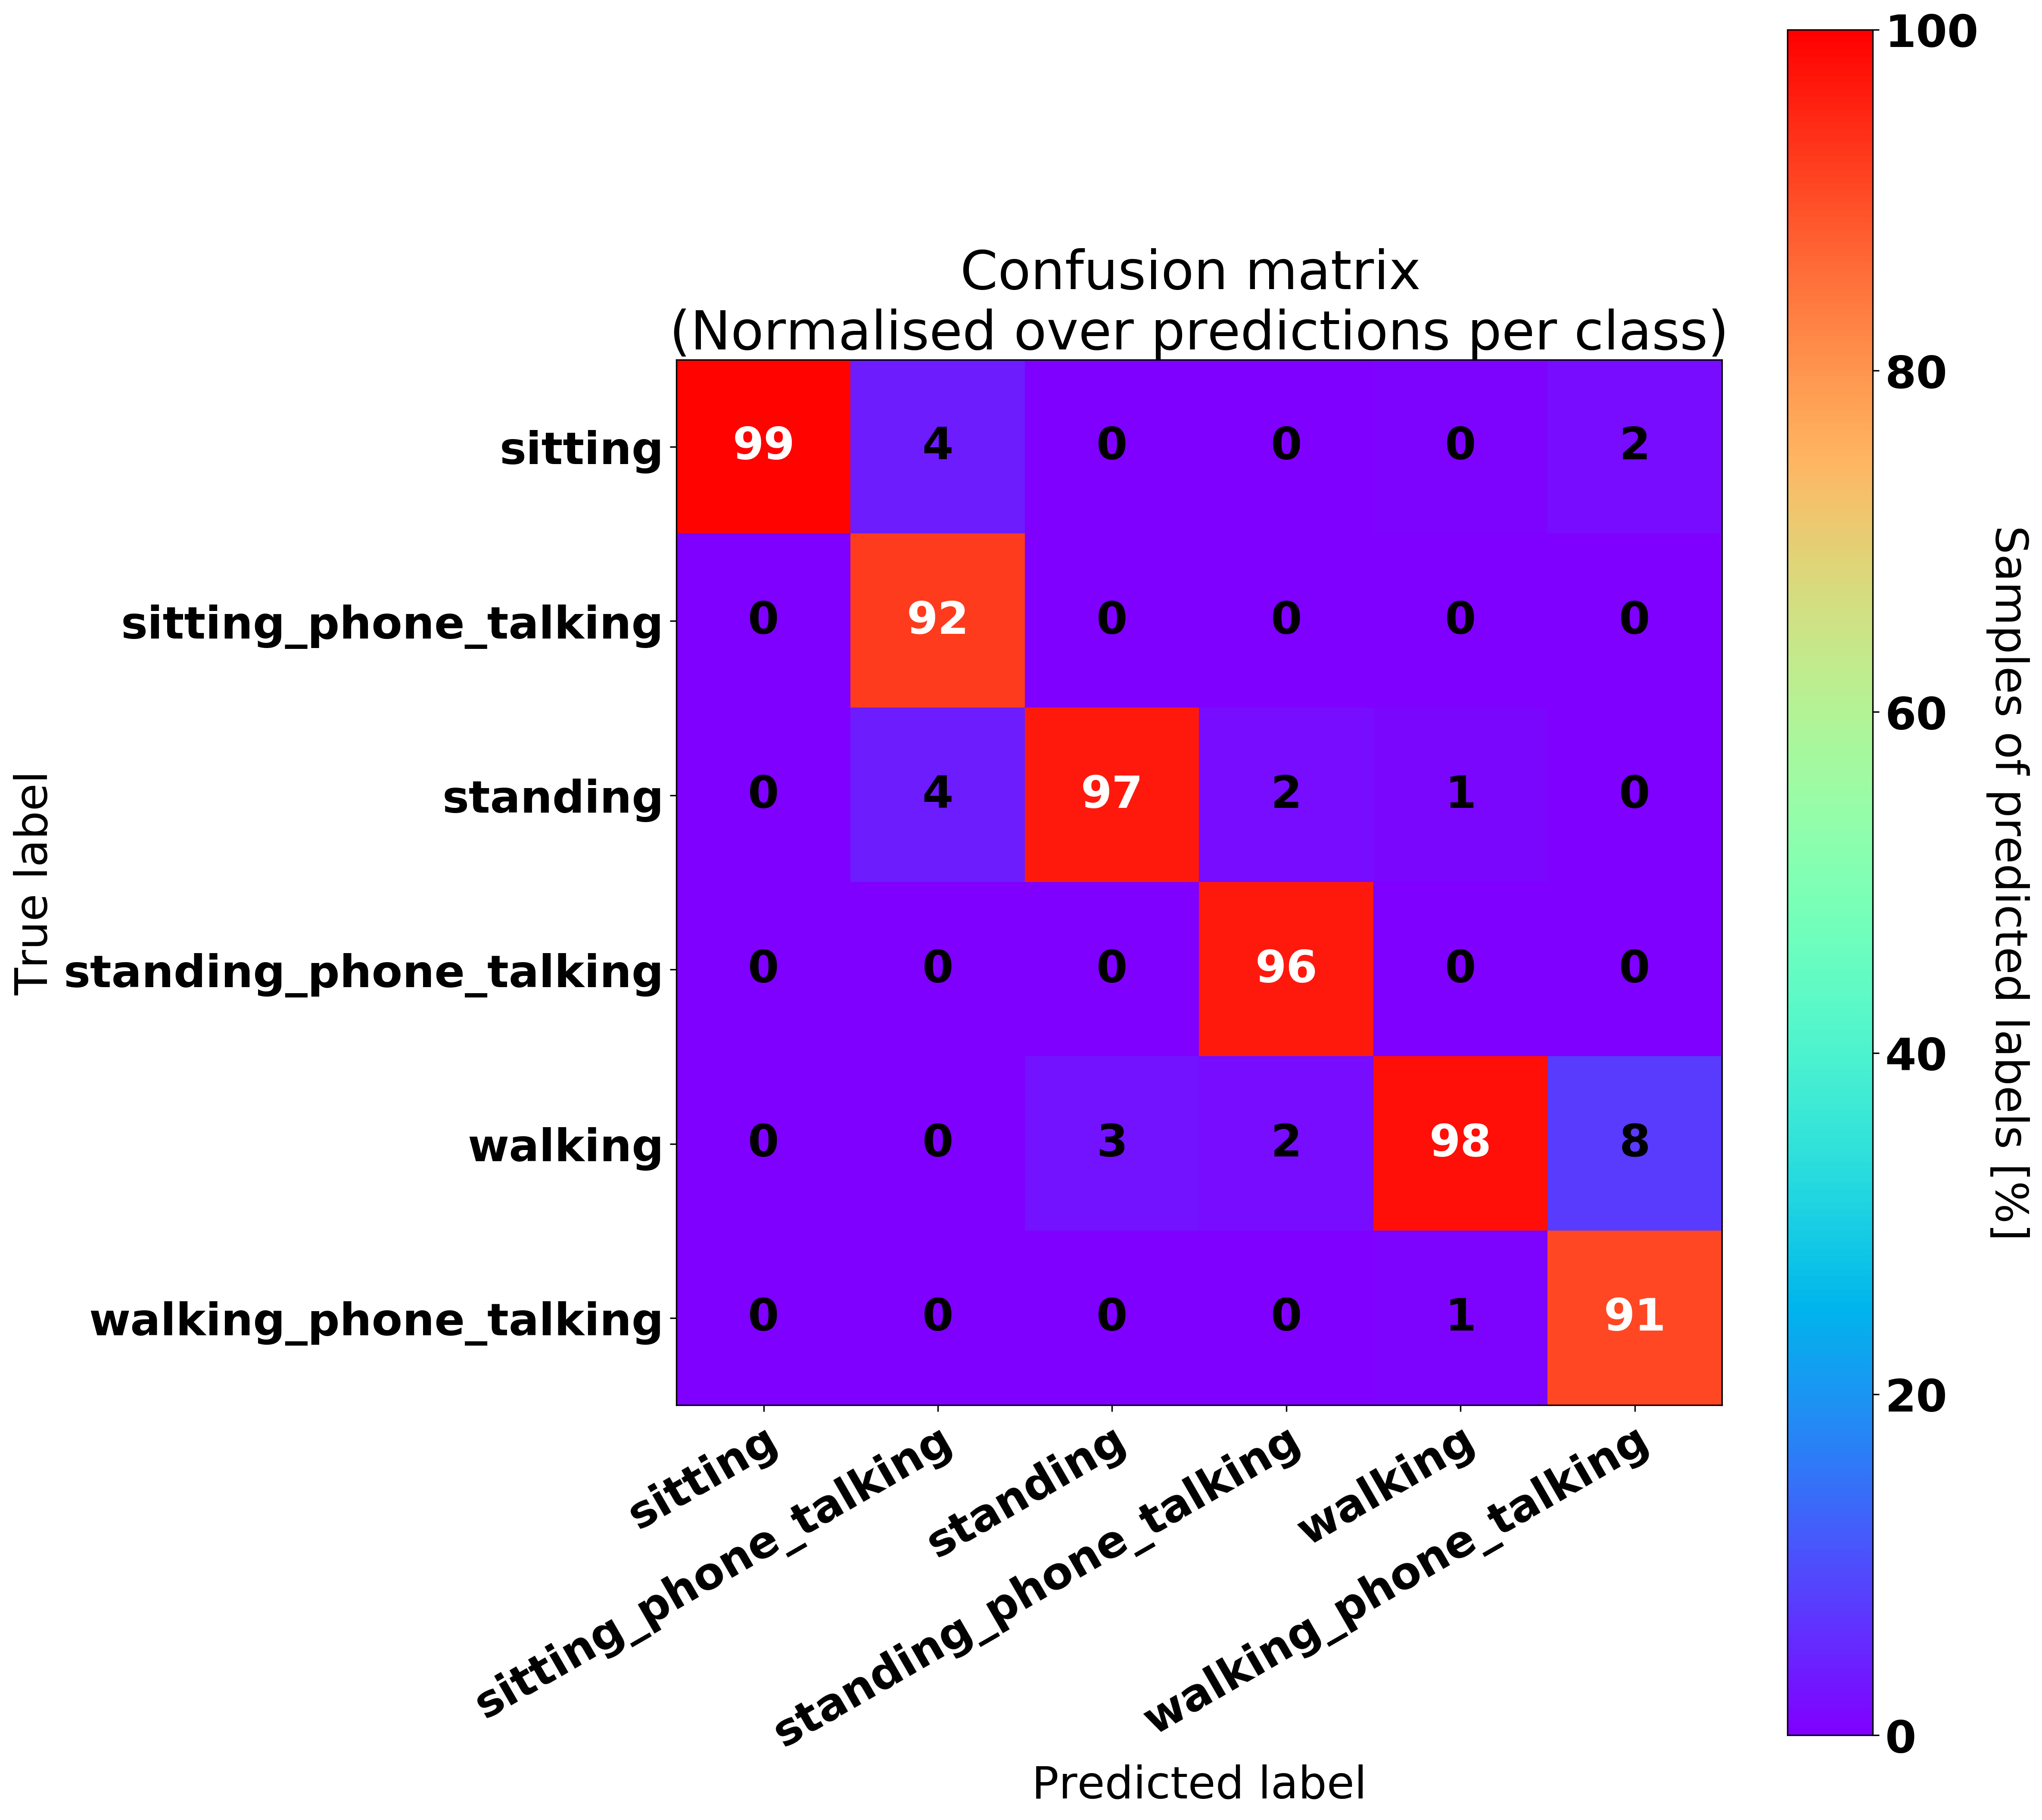 Confusion matrix
(Normalised over predictions per class)
True label
sitting 99 4 0 0 0 2
sitting_phone_talking 0 92 0 0 0 0
standing 0 4 97 2 1 0
standing_phone_talking 0 0 0 96 0 0
walking 0 0 3 2 98 8
walking_phone_talking 0 0 0 0 1 91
sitting
sitting_phone_talking
standing
standing_phone_talking
walking
walking_phone_talking
Predicted label
100
80
60
40
20
0
Samples of predicted labels [%]